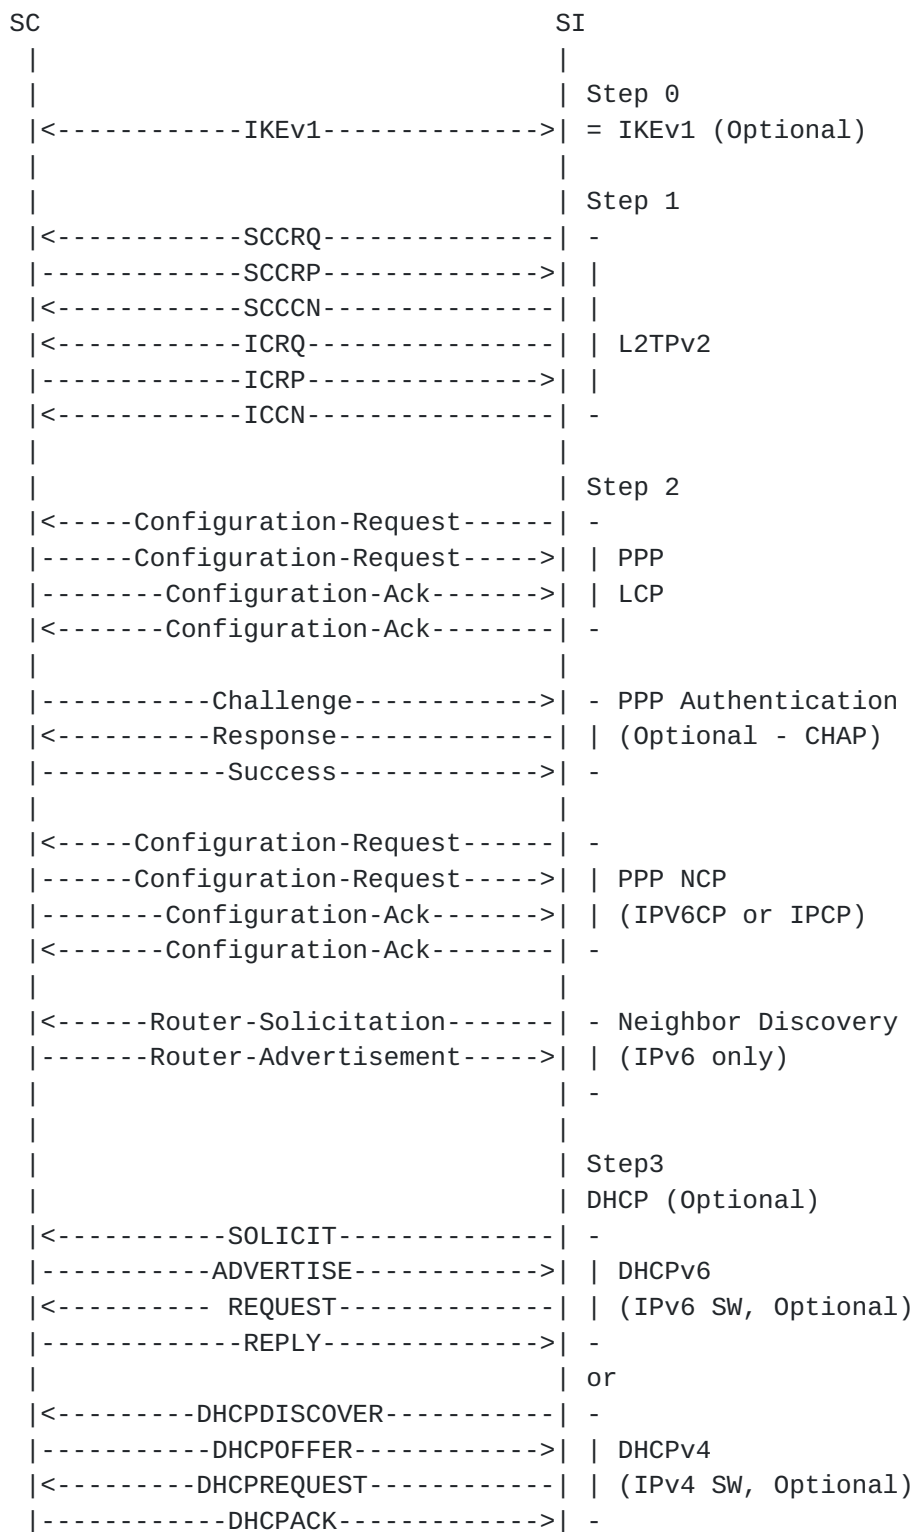 SC                                 SI
 |                                 |
 |                                 | Step 0
 |<------------IKEv1-------------->| = IKEv1 (Optional)
 |                                 |
 |                                 | Step 1
 |<------------SCCRQ---------------| -
 |-------------SCCRP-------------->| |
 |<------------SCCCN---------------| |
 |<------------ICRQ----------------| | L2TPv2
 |-------------ICRP--------------->| |
 |<------------ICCN----------------| -
 |                                 |
 |                                 | Step 2
 |<-----Configuration-Request------| -
 |------Configuration-Request----->| | PPP
 |--------Configuration-Ack------->| | LCP
 |<-------Configuration-Ack--------| -
 |                                 |
 |-----------Challenge------------>| - PPP Authentication
 |<----------Response--------------| | (Optional - CHAP)
 |------------Success------------->| -
 |                                 |
 |<-----Configuration-Request------| -
 |------Configuration-Request----->| | PPP NCP
 |--------Configuration-Ack------->| | (IPV6CP or IPCP)
 |<-------Configuration-Ack--------| -
 |                                 |
 |<------Router-Solicitation-------| - Neighbor Discovery
 |-------Router-Advertisement----->| | (IPv6 only)
 |                                 | -
 |                                 |
 |                                 | Step3
 |                                 | DHCP (Optional)
 |<-----------SOLICIT--------------| -
 |-----------ADVERTISE------------>| | DHCPv6
 |<---------- REQUEST--------------| | (IPv6 SW, Optional)
 |-------------REPLY-------------->| -
 |                                 | or
 |<---------DHCPDISCOVER-----------| -
 |-----------DHCPOFFER------------>| | DHCPv4
 |<---------DHCPREQUEST------------| | (IPv4 SW, Optional)
 |------------DHCPACK------------->| -